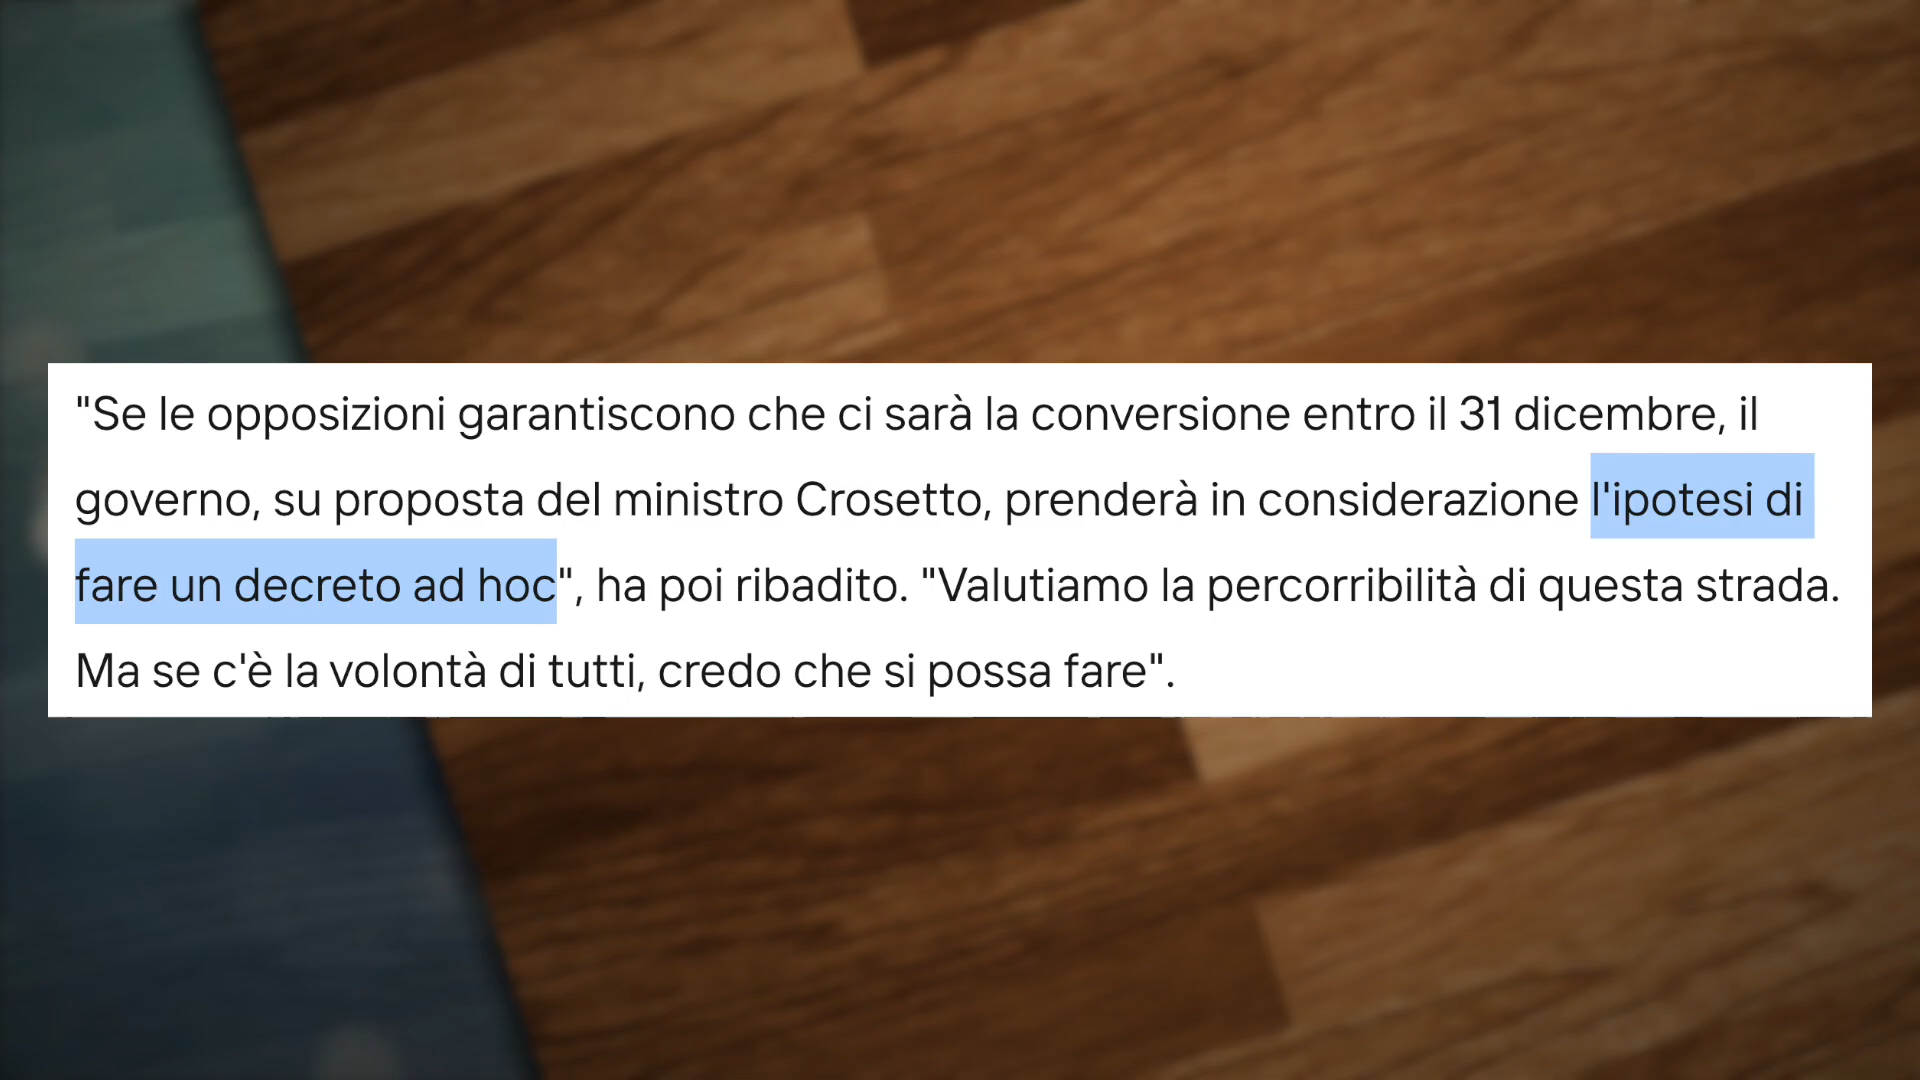 "Se le opposizioni garantiscono che ci sarà la conversione entro il 31 dicembre, il
governo, su proposta del ministro Crosetto, prenderà in considerazione l'ipotesi di
fare un decreto ad hoc", ha poi ribadito. "Valutiamo la percorribilità di questa strada.
Ma se c'è la volontà di tutti, credo che si possa fare".